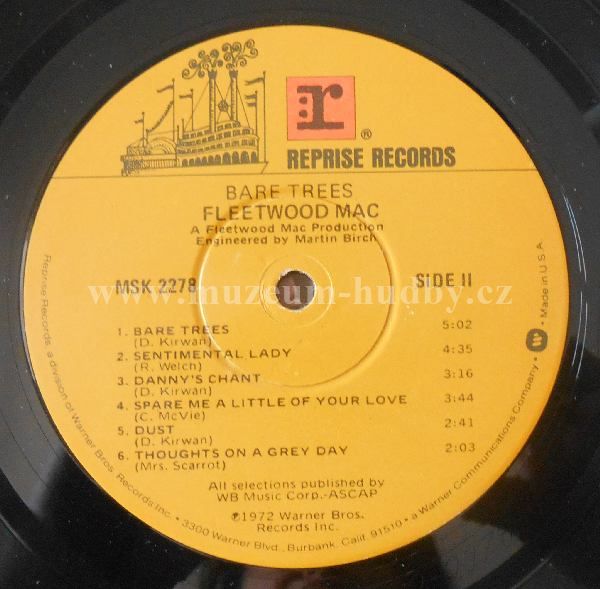 r
®
REPRISE RECORDS
BARE TREES
FLEETWOOD MAC
A Fleetwood Mac Production
Engineered by Martin Birch
MSK 2278
SIDE II
www.muzeum-hudby.cz
1. BARE TREES 5:02
(D. Kirwan)
2. SENTIMENTAL LADY 4:35
(R. Welch)
3. DANNY'S CHANT 3:16
(D. Kirwan)
4. SPARE ME A LITTLE OF YOUR LOVE 3:44
(C. McVie)
5. DUST 2:41
(D. Kirwan)
6. THOUGHTS ON A GREY DAY 2:03
(Mrs. Scarrot)
All selections published by
WB Music Corp.-ASCAP
℗1972 Warner Bros.
Records Inc.
Reprise Records, a division of Warner Bros. Records Inc. • 3300 Warner Blvd., Burbank, Calif. 91510 • a Warner Communications Company. • W • Made in U.S.A.